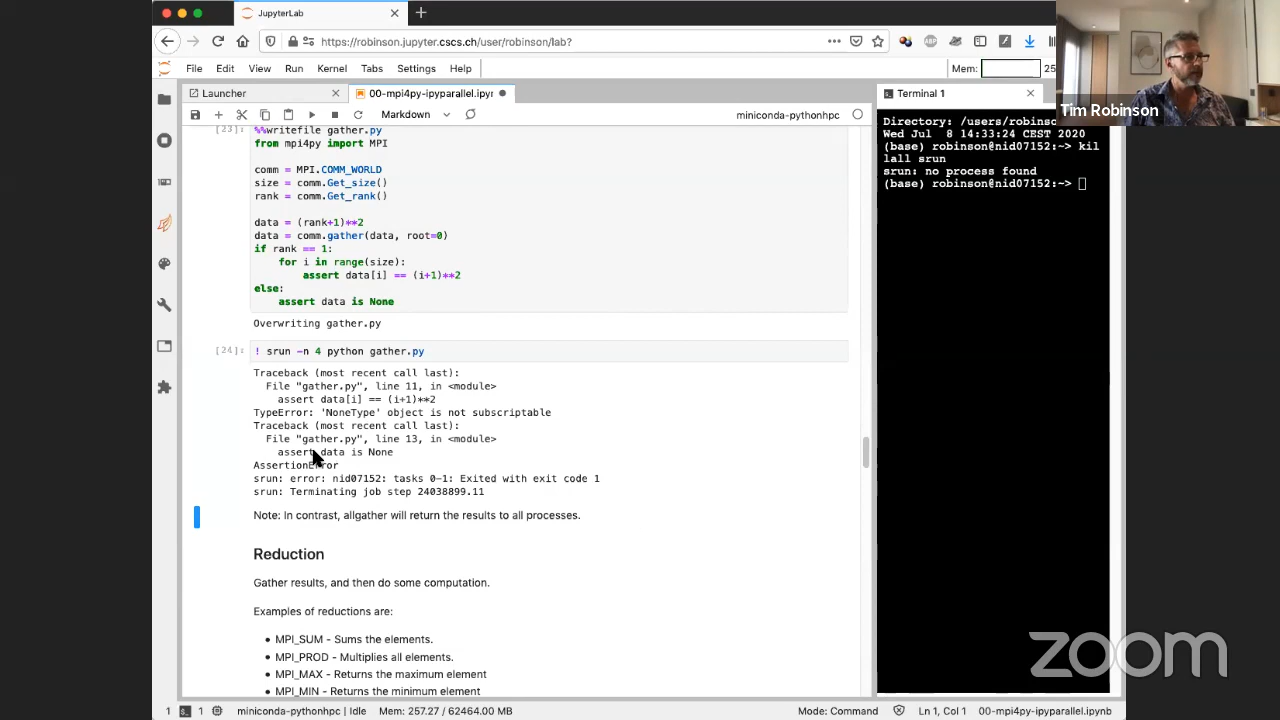 JupyterLab
https://robinson.jupyter.cscs.ch/user/robinson/lab?
ABP
File Edit View Run Kernel Tabs Settings Help
Mem:
25
Launcher
00-mpi4py-ipyparallel.ipyr
Terminal 1
Markdown
miniconda-pythonhpc
Tim Robinson
[23]:
%%writefile gather.py
from mpi4py import MPI
comm = MPI.COMM_WORLD
size = comm.Get_size()
rank = comm.Get_rank()
data = (rank+1)**2
data = comm.gather(data, root=0)
if rank == 1:
for i in range(size):
assert data[i] == (i+1)**2
else:
assert data is None
Overwriting gather.py
[24]:
! srun -n 4 python gather.py
Traceback (most recent call last):
File "gather.py", line 11, in <module>
assert data[i] == (i+1)**2
TypeError: 'NoneType' object is not subscriptable
Traceback (most recent call last):
File "gather.py", line 13, in <module>
assert data is None
AssertionError
srun: error: nid07152: tasks 0-1: Exited with exit code 1
srun: Terminating job step 24038899.11
Note: In contrast, allgather will return the results to all processes.
Reduction
Gather results, and then do some computation.
Examples of reductions are:
• MPI_SUM - Sums the elements.
• MPI_PROD - Multiplies all elements.
• MPI_MAX - Returns the maximum element
• MPI_MIN - Returns the minimum element
Directory: /users/robinso
Wed Jul 8 14:33:24 CEST 2020
(base) robinson@nid07152:~> kil
lall srun
srun: no process found
(base) robinson@nid07152:~>
zoom
1 1 miniconda-pythonhpc | Idle Mem: 257.27 / 62464.00 MB
Mode: Command Ln 1, Col 1 00-mpi4py-ipyparallel.ipynb